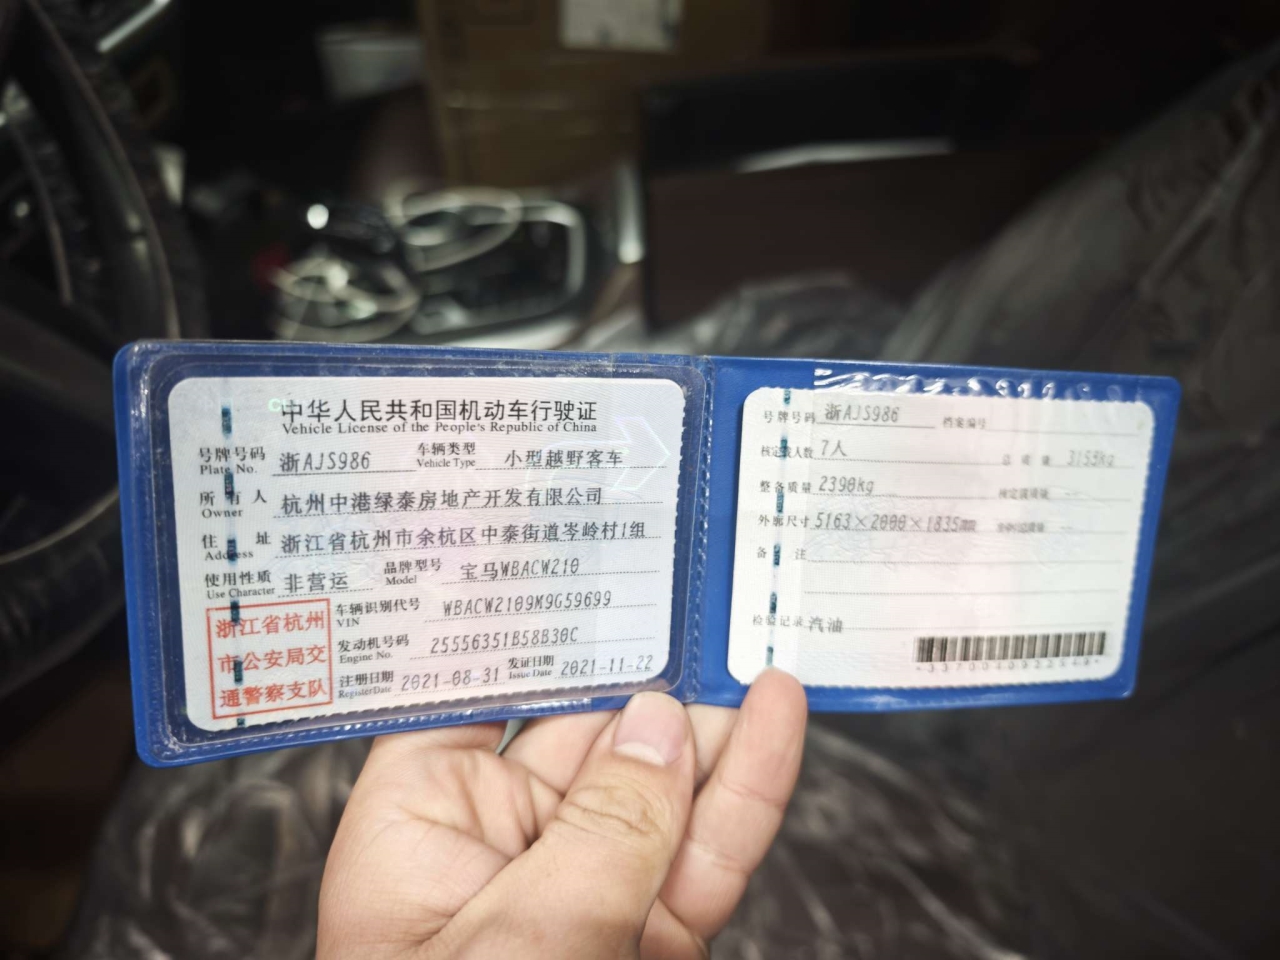 中华人民共和国机动车行驶证
Vehicle License of the People's Republic of China
号牌号码 浙AJS986 车辆类型 小型越野客车
Plate No. Vehicle Type
所有人 杭州中港绿泰房地产开发有限公司
Owner
住址 浙江省杭州市余杭区中泰街道岑岭村1组
Address
使用性质 非营运 品牌型号 宝马WBACW210
Use Character Model
浙江省杭州
市公安局交
通警察支队
车辆识别代号 WBACW2109M9G59699
VIN
发动机号码 25556351B58B30C
Engine No.
注册日期 2021-08-31 发证日期 2021-11-22
Register Date Issue Date
号牌号码 浙AJS986 档案编号
核定载人数 7人 总质量 3155kg
整备质量 2390kg 核定载质量 --
外廓尺寸 5163×2000×1835mm
备注
检验记录 汽油